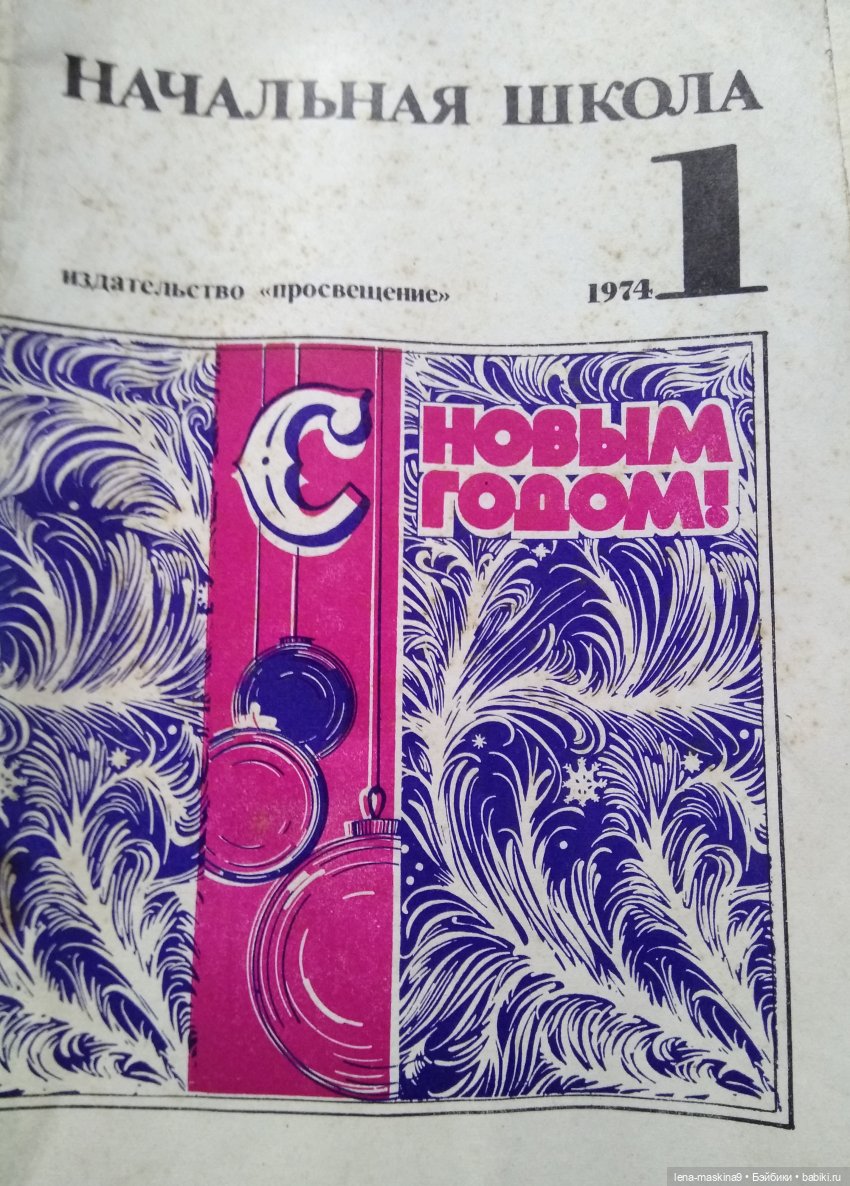 НАЧАЛЬНАЯ ШКОЛА
1
издательство «просвещение» 1974
С НОВЫМ
ГОДОМ!
lena-maskina9 • Бэйбики • babiki.ru